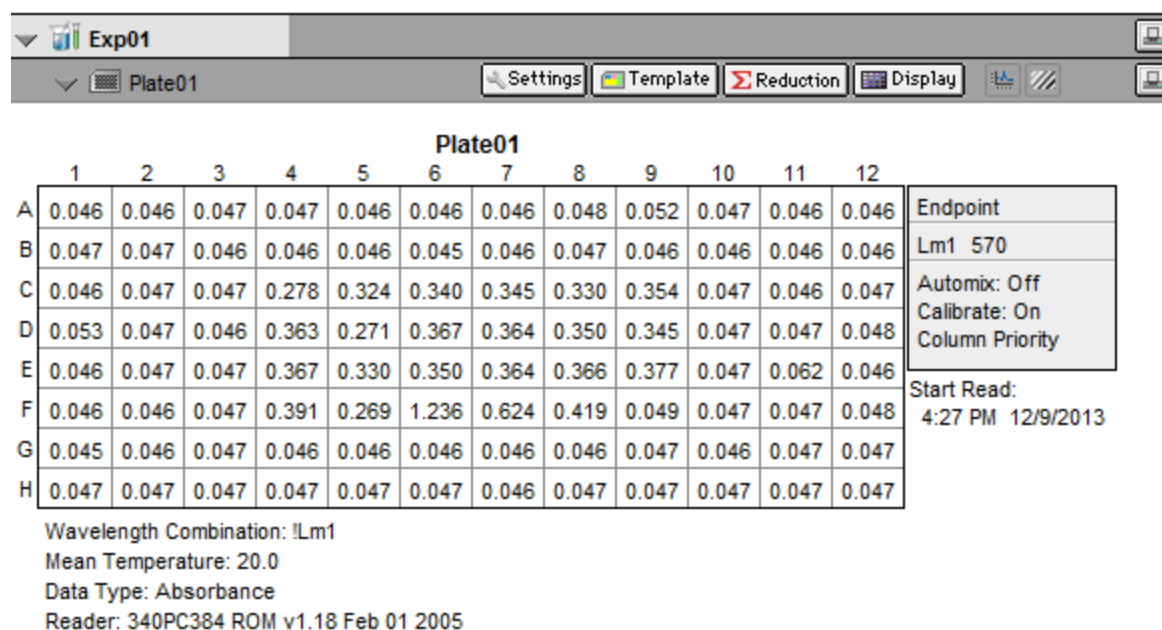 Exp01
Plate01 Settings Template Reduction Display
Plate01
1 2 3 4 5 6 7 8 9 10 11 12
A 0.046 0.046 0.047 0.047 0.046 0.046 0.046 0.048 0.052 0.047 0.046 0.046
B 0.047 0.047 0.046 0.046 0.046 0.045 0.046 0.047 0.046 0.046 0.046 0.046
C 0.046 0.047 0.047 0.278 0.324 0.340 0.345 0.330 0.354 0.047 0.046 0.047
D 0.053 0.047 0.046 0.363 0.271 0.367 0.364 0.350 0.345 0.047 0.047 0.048
E 0.046 0.047 0.047 0.367 0.330 0.350 0.364 0.366 0.377 0.047 0.062 0.046
F 0.046 0.046 0.047 0.391 0.269 1.236 0.624 0.419 0.049 0.047 0.047 0.048
G 0.045 0.046 0.047 0.046 0.046 0.046 0.046 0.046 0.047 0.046 0.047 0.047
H 0.047 0.047 0.047 0.047 0.047 0.047 0.046 0.047 0.047 0.047 0.047 0.047
Endpoint
Lm1 570
Automix: Off
Calibrate: On
Column Priority
Start Read:
4:27 PM 12/9/2013
Wavelength Combination: !Lm1
Mean Temperature: 20.0
Data Type: Absorbance
Reader: 340PC384 ROM v1.18 Feb 01 2005